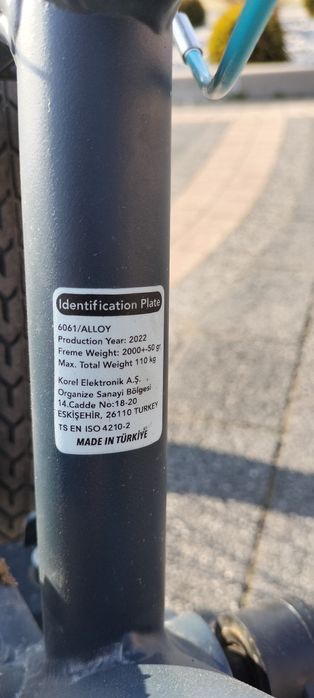 Identification Plate
6061/ALLOY
Production Year: 2022
Freme Weight: 2000+-50 gr
Max. Total Weight 110 kg
Korel Elektronik A.Ş.
Organize Sanayi Bölgesi
14.Cadde No:18-20
ESKİŞEHİR, 26110 TURKEY
TS EN ISO 4210-2
MADE IN TÜRKİYE